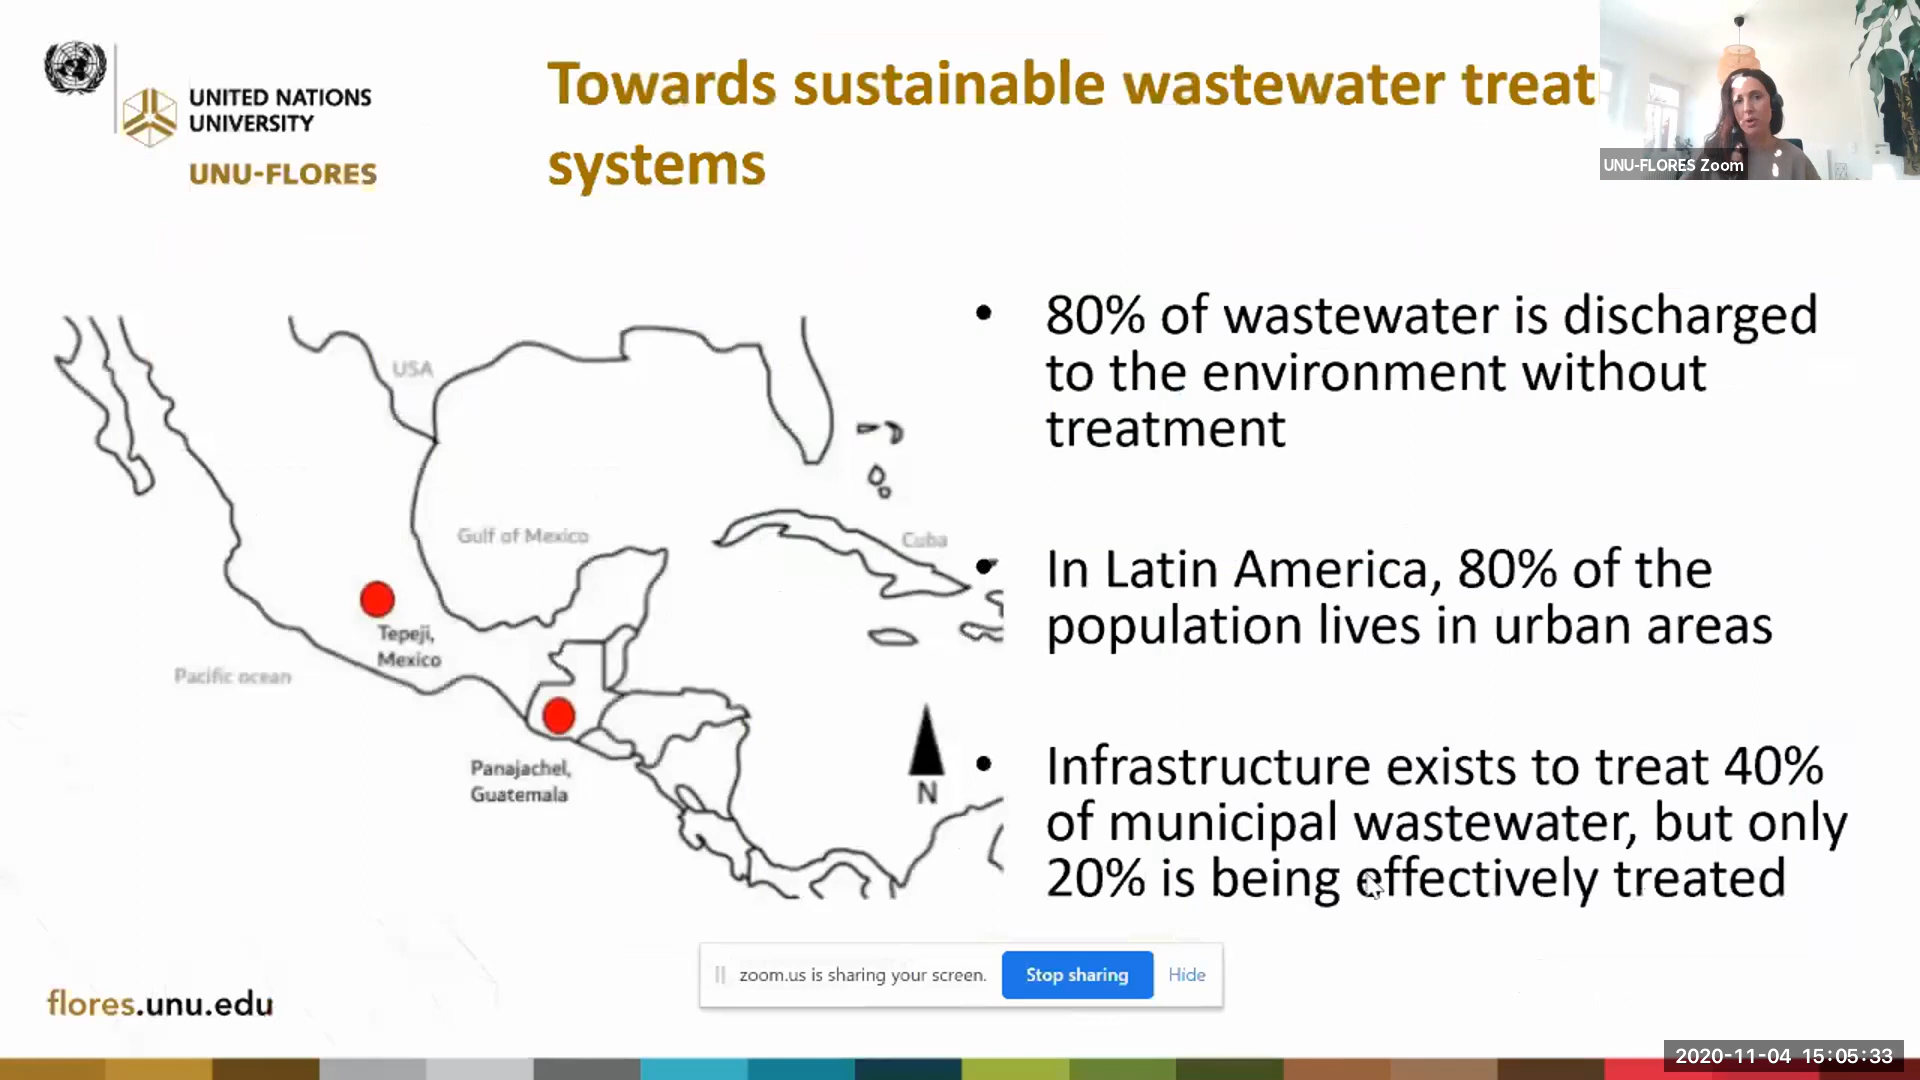 UNITED NATIONS
UNIVERSITY
UNU-FLORES
Towards sustainable wastewater treat
systems
UNU-FLORES Zoom
USA
Gulf of Mexico
Cuba
Tepeji,
Mexico
Pacific ocean
Panajachel,
Guatemala
N
• 80% of wastewater is discharged
to the environment without
treatment
• In Latin America, 80% of the
population lives in urban areas
• Infrastructure exists to treat 40%
of municipal wastewater, but only
20% is being effectively treated
zoom.us is sharing your screen. Stop sharing Hide
flores.unu.edu
2020-11-04 15:05:33